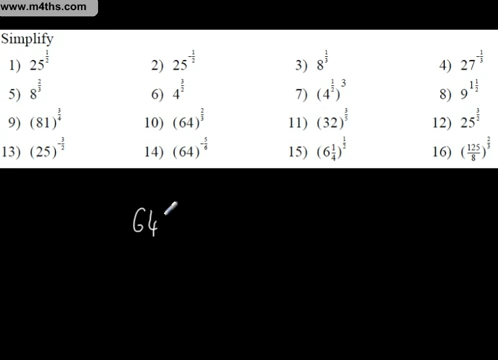 www.m4ths.com
Simplify
1) 25^{1/2} 2) 25^{-1/2} 3) 8^{1/3} 4) 27^{-1/3}
5) 8^{2/3} 6) 4^{3/2} 7) (4^{1/2})^3 8) 9^{1 1/2}
9) (81)^{3/4} 10) (64)^{2/3} 11) (32)^{3/5} 12) 25^{3/2}
13) (25)^{-3/2} 14) (64)^{-5/6} 15) (6 1/4)^{1/2} 16) (125/8)^{2/3}
64